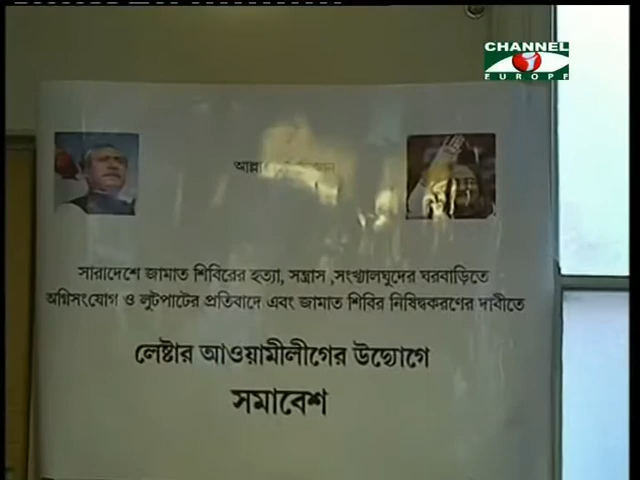 CHANNEL
EUROPE
সারাদেশে জামাত শিবিরের হত্যা, সন্ত্রাস ,সংখ্যালঘুদের ঘরবাড়িতে
অগ্নিসংযোগ ও লুটপাটের প্রতিবাদে এবং জামাত শিবির নিষিদ্ধকরণের দাবীতে
লেষ্টার আওয়ামীলীগের উদ্যোগে
সমাবেশ